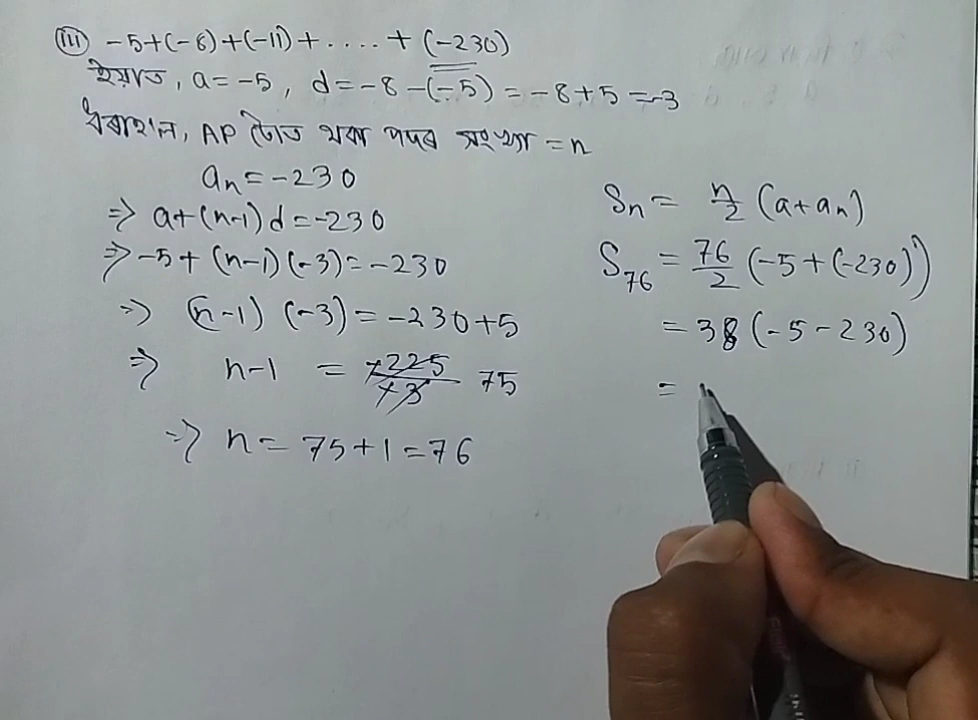 (iii) -5+(-8)+(-11)+.....+(-230)
ইয়াত, a=-5, d=-8-(-5)=-8+5=-3
ধৰাহ'ল, AP টোত থকা পদৰ সংখ্যা =n
an=-230
⇒ a+(n-1)d=-230
⇒ -5+(n-1)(-3)=-230
⇒ (n-1)(-3)=-230+5
⇒ n-1 = -225/-3 75
⇒ n=75+1=76
Sn= n/2 (a+an)
S76 = 76/2 (-5+(-230))
= 38(-5-230)
=